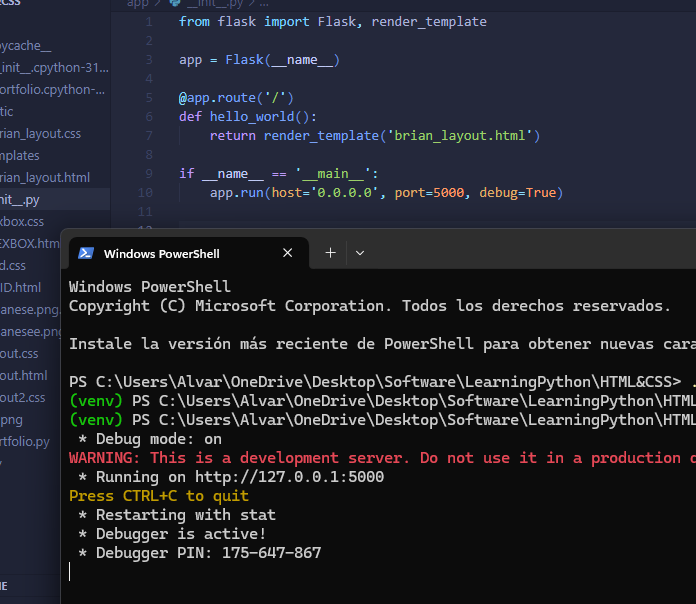 app > __init__.py > ...
1 from flask import Flask, render_template
2
3 app = Flask(__name__)
4
5 @app.route('/')
6 def hello_world():
7 return render_template('brian_layout.html')
8
9 if __name__ == '__main__':
10 app.run(host='0.0.0.0', port=5000, debug=True)
11
ycache__
_init__.cpython-31...
ortfolio.cpython-...
tic
rian_layout.css
mplates
rian_layout.html
nit__.py
xbox.css
EXBOX.htm
d.css
ID.html
anese.png
anesee.pn
out.css
out.html
out2.css
.png
rtfolio.py
Windows PowerShell
Windows PowerShell
Copyright (C) Microsoft Corporation. Todos los derechos reservados.
Instale la versión más reciente de PowerShell para obtener nuevas cara
PS C:\Users\Alvar\OneDrive\Desktop\Software\LearningPython\HTML&CSS> .
(venv) PS C:\Users\Alvar\OneDrive\Desktop\Software\LearningPython\HTML
(venv) PS C:\Users\Alvar\OneDrive\Desktop\Software\LearningPython\HTML
* Debug mode: on
WARNING: This is a development server. Do not use it in a production d
* Running on http://127.0.0.1:5000
Press CTRL+C to quit
* Restarting with stat
* Debugger is active!
* Debugger PIN: 175-647-867